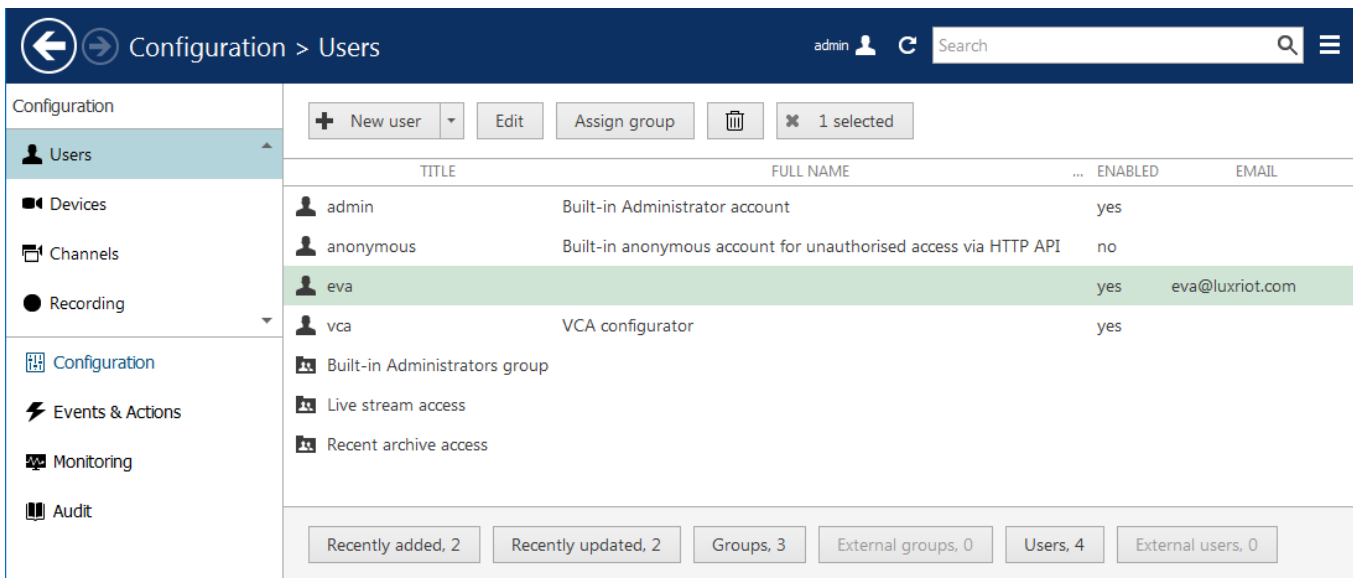 Configuration > Users
admin
Search
Configuration
Users
Devices
Channels
Recording
Configuration
Events & Actions
Monitoring
Audit
New user
Edit
Assign group
1 selected
TITLE FULL NAME ... ENABLED EMAIL
admin Built-in Administrator account yes
anonymous Built-in anonymous account for unauthorised access via HTTP API no
eva yes eva@luxriot.com
vca VCA configurator yes
Built-in Administrators group
Live stream access
Recent archive access
Recently added, 2
Recently updated, 2
Groups, 3
External groups, 0
Users, 4
External users, 0